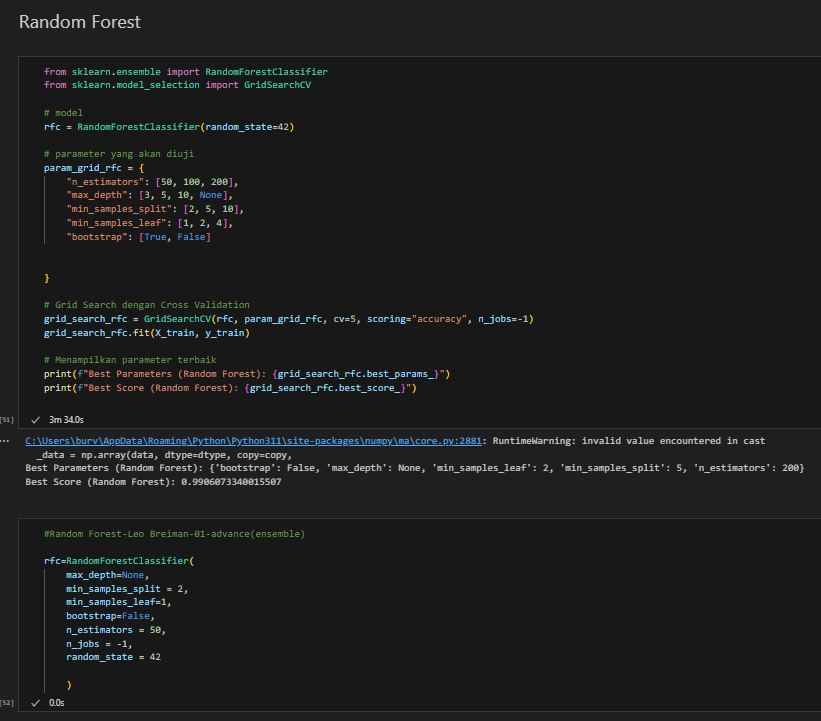 Random Forest
from sklearn.ensemble import RandomForestClassifier
from sklearn.model_selection import GridSearchCV
# model
rfc = RandomForestClassifier(random_state=42)
# parameter yang akan diuji
param_grid_rfc = {
"n_estimators": [50, 100, 200],
"max_depth": [3, 5, 10, None],
"min_samples_split": [2, 5, 10],
"min_samples_leaf": [1, 2, 4],
"bootstrap": [True, False]
}
# Grid Search dengan Cross Validation
grid_search_rfc = GridSearchCV(rfc, param_grid_rfc, cv=5, scoring="accuracy", n_jobs=-1)
grid_search_rfc.fit(X_train, y_train)
# Menampilkan parameter terbaik
print(f"Best Parameters (Random Forest): {grid_search_rfc.best_params_}")
print(f"Best Score (Random Forest): {grid_search_rfc.best_score_}")
[51] ✓ 3m 34.0s
... C:\Users\burv\AppData\Roaming\Python\Python311\site-packages\numpy\ma\core.py:2881: RuntimeWarning: invalid value encountered in cast
_data = np.array(data, dtype=dtype, copy=copy,
Best Parameters (Random Forest): {'bootstrap': False, 'max_depth': None, 'min_samples_leaf': 2, 'min_samples_split': 5, 'n_estimators': 200}
Best Score (Random Forest): 0.9906073340015507
#Random Forest-Leo Breiman-01-advance(ensemble)
rfc=RandomForestClassifier(
max_depth=None,
min_samples_split = 2,
min_samples_leaf=1,
bootstrap=False,
n_estimators = 50,
n_jobs = -1,
random_state = 42
)
[52] ✓ 0.0s